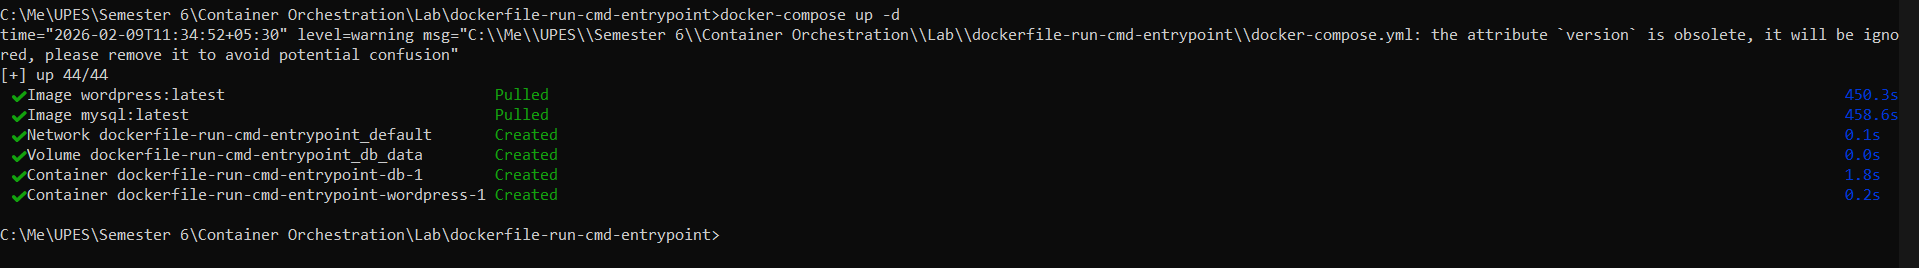 C:\Me\UPES\Semester 6\Container Orchestration\Lab\dockerfile-run-cmd-entrypoint>docker-compose up -d
time="2026-02-09T11:34:52+05:30" level=warning msg="C:\\Me\\UPES\\Semester 6\\Container Orchestration\\Lab\\dockerfile-run-cmd-entrypoint\\docker-compose.yml: the attribute `version` is obsolete, it will be igno
red, please remove it to avoid potential confusion"
[+] up 44/44
✔Image wordpress:latest Pulled 450.3s
✔Image mysql:latest Pulled 458.6s
✔Network dockerfile-run-cmd-entrypoint_default Created 0.1s
✔Volume dockerfile-run-cmd-entrypoint_db_data Created 0.0s
✔Container dockerfile-run-cmd-entrypoint-db-1 Created 1.8s
✔Container dockerfile-run-cmd-entrypoint-wordpress-1 Created 0.2s
C:\Me\UPES\Semester 6\Container Orchestration\Lab\dockerfile-run-cmd-entrypoint>